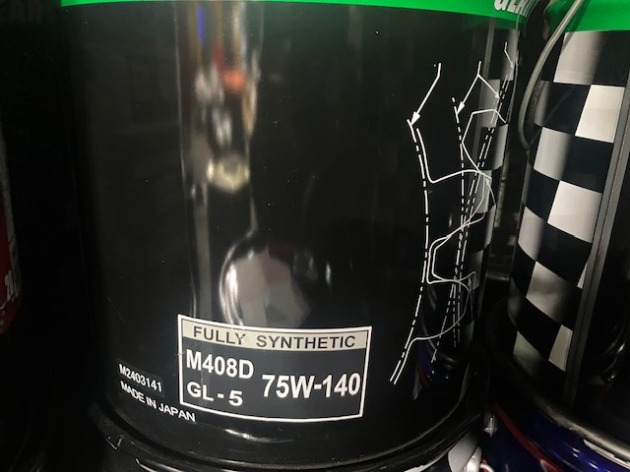 FULLY SYNTHETIC
M408D
GL-5
75W-140
M2403141
MADE IN JAPAN